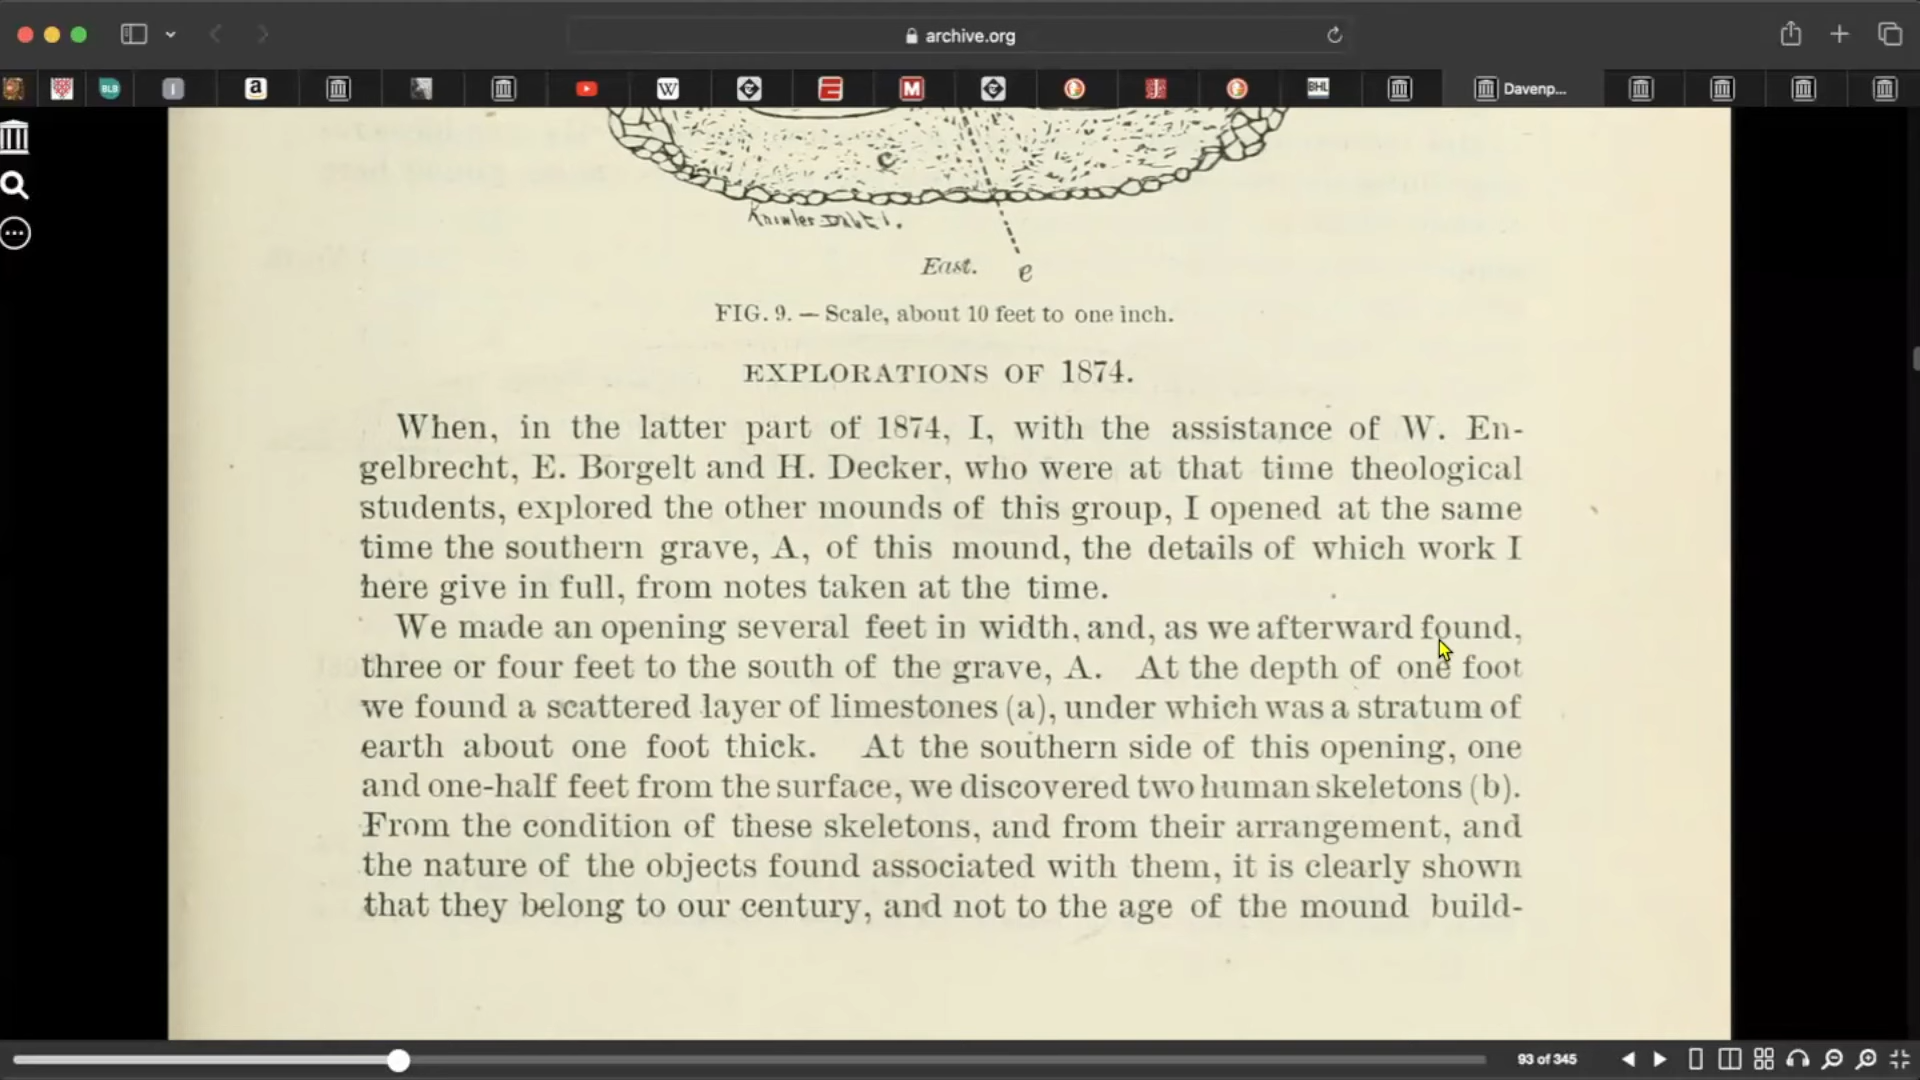 archive.org
BLB
a
W
M
BHL
Davenp...
c
East. e
FIG. 9. — Scale, about 10 feet to one inch.
EXPLORATIONS OF 1874.
When, in the latter part of 1874, I, with the assistance of W. En-
gelbrecht, E. Borgelt and H. Decker, who were at that time theological
students, explored the other mounds of this group, I opened at the same
time the southern grave, A, of this mound, the details of which work I
here give in full, from notes taken at the time.
We made an opening several feet in width, and, as we afterward found,
three or four feet to the south of the grave, A. At the depth of one foot
we found a scattered layer of limestones (a), under which was a stratum of
earth about one foot thick. At the southern side of this opening, one
and one-half feet from the surface, we discovered two human skeletons (b).
From the condition of these skeletons, and from their arrangement, and
the nature of the objects found associated with them, it is clearly shown
that they belong to our century, and not to the age of the mound build-
93 of 345